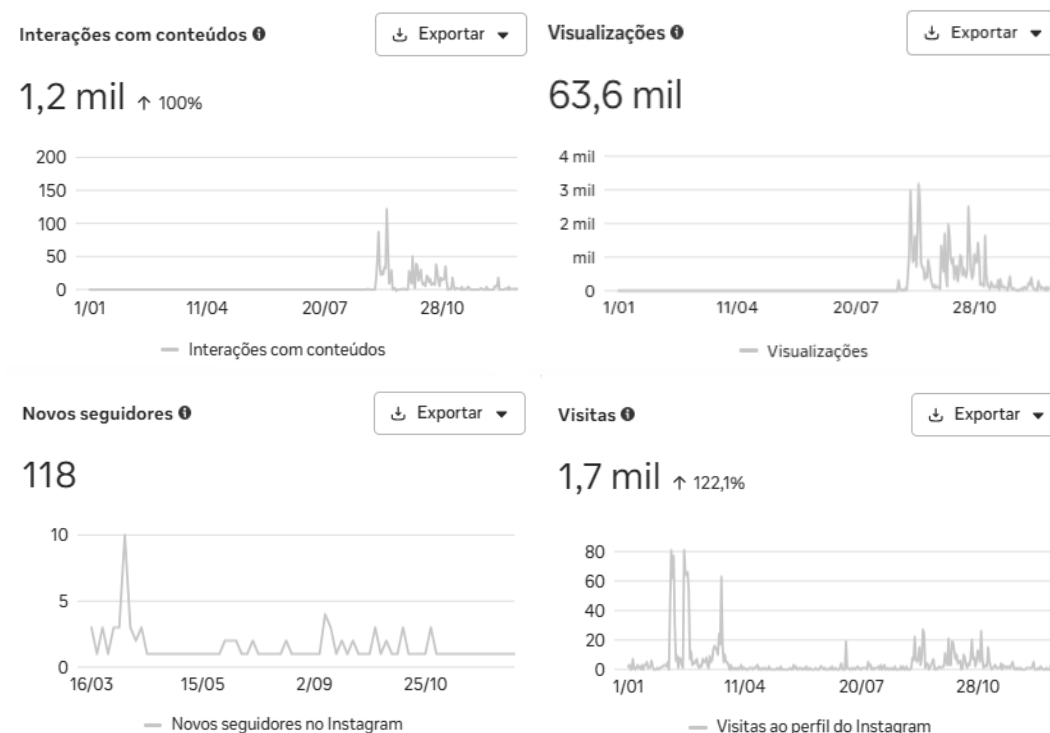 Interações com conteúdos
Exportar
1,2 mil ↑ 100%
200
150
100
50
0
1/01 11/04 20/07 28/10
Interações com conteúdos
Visualizações
Exportar
63,6 mil
4 mil
3 mil
2 mil
mil
0
1/01 11/04 20/07 28/10
Visualizações
Novos seguidores
Exportar
118
10
5
0
16/03 15/05 2/09 25/10
Novos seguidores no Instagram
Visitas
Exportar
1,7 mil ↑ 122,1%
80
60
40
20
0
1/01 11/04 20/07 28/10
Visitas ao perfil do Instagram